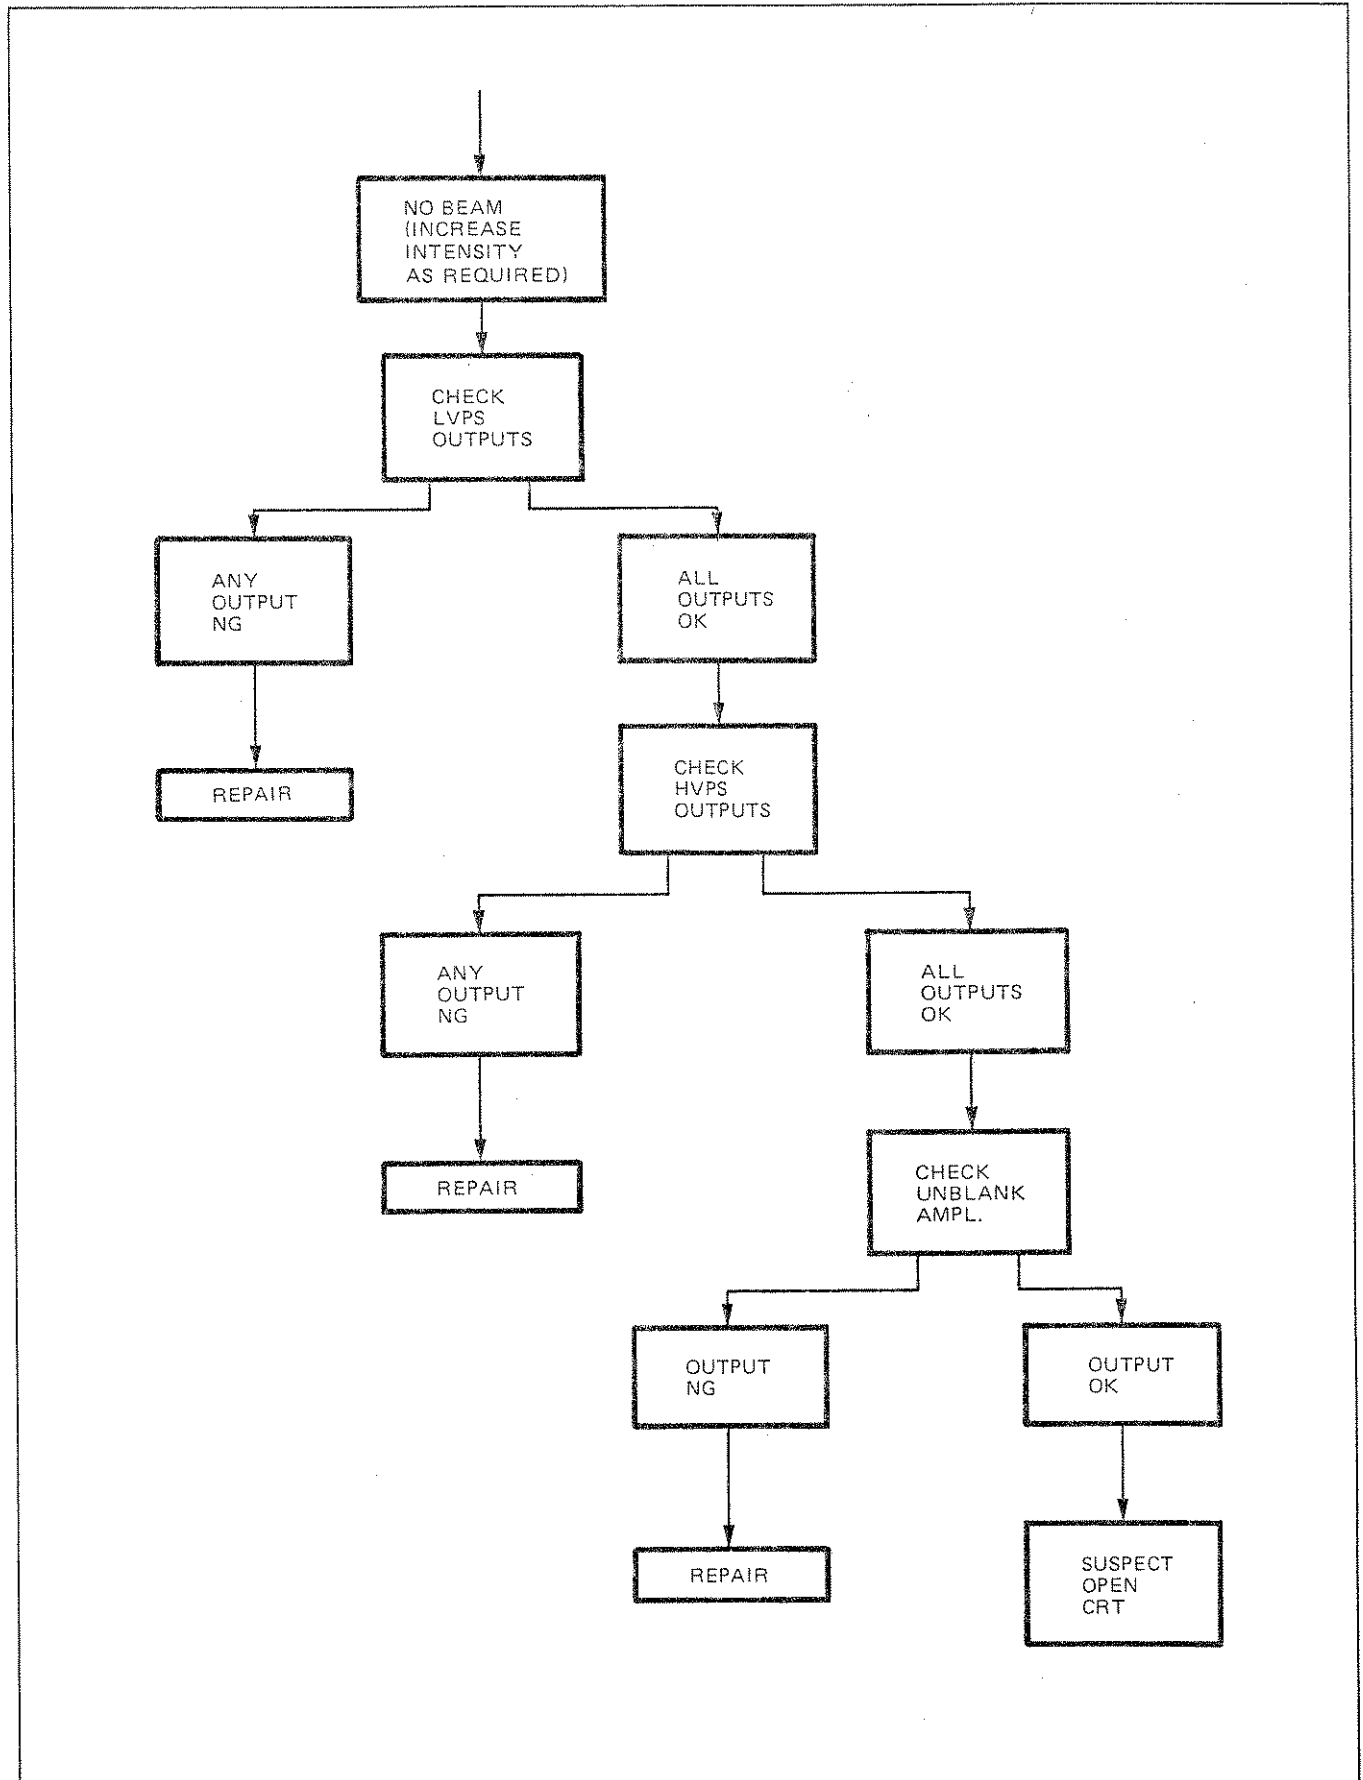 NO BEAM
(INCREASE
INTENSITY
AS REQUIRED)
CHECK
LVPS
OUTPUTS
ANY
OUTPUT
NG
ALL
OUTPUTS
OK
REPAIR
CHECK
HVPS
OUTPUTS
ANY
OUTPUT
NG
ALL
OUTPUTS
OK
REPAIR
CHECK
UNBLANK
AMPL.
OUTPUT
NG
OUTPUT
OK
REPAIR
SUSPECT
OPEN
CRT